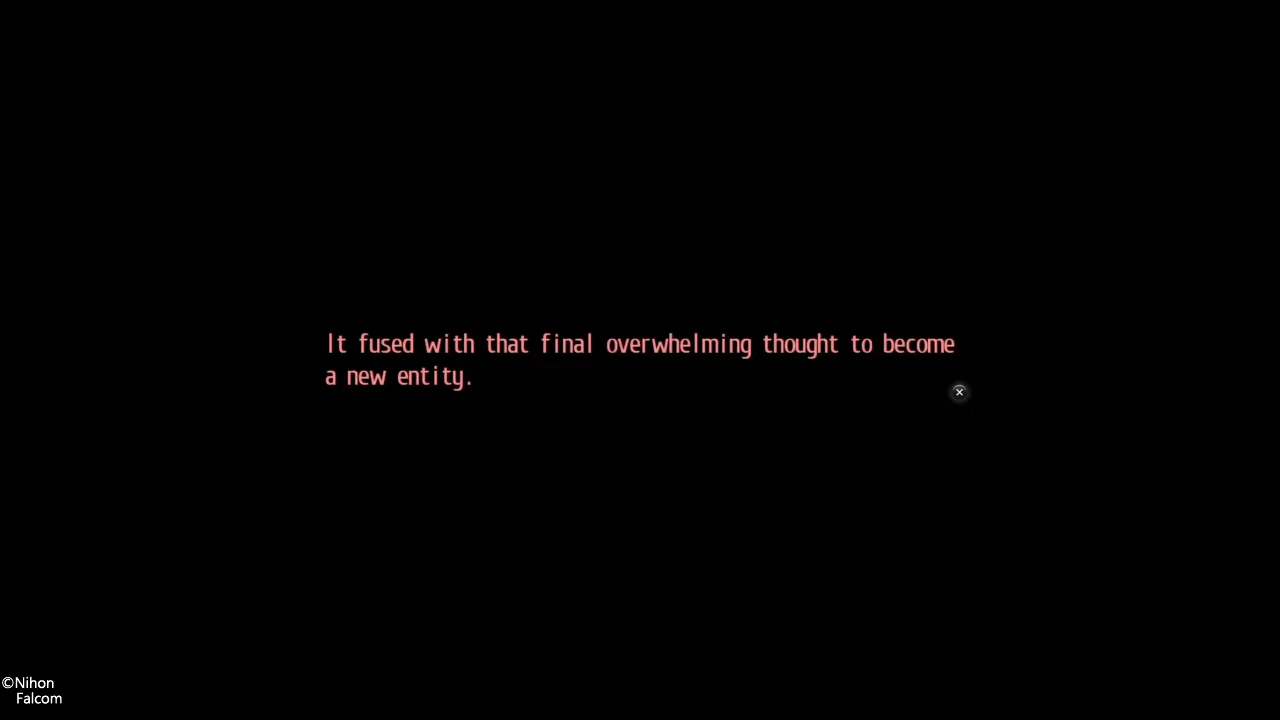 It fused with that final overwhelming thought to become
a new entity.
©Nihon
Falcom